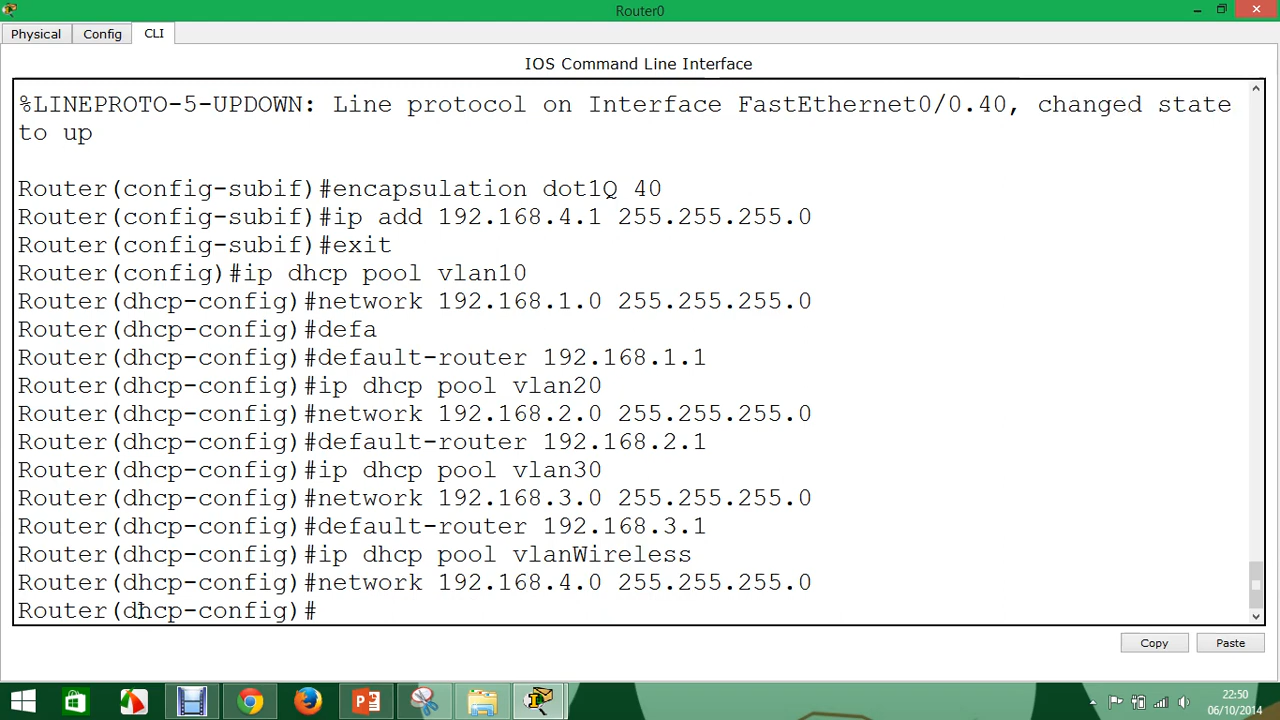 Router0
Physical Config CLI
IOS Command Line Interface
%LINEPROTO-5-UPDOWN: Line protocol on Interface FastEthernet0/0.40, changed state
to up
Router(config-subif)#encapsulation dot1Q 40
Router(config-subif)#ip add 192.168.4.1 255.255.255.0
Router(config-subif)#exit
Router(config)#ip dhcp pool vlan10
Router(dhcp-config)#network 192.168.1.0 255.255.255.0
Router(dhcp-config)#defa
Router(dhcp-config)#default-router 192.168.1.1
Router(dhcp-config)#ip dhcp pool vlan20
Router(dhcp-config)#network 192.168.2.0 255.255.255.0
Router(dhcp-config)#default-router 192.168.2.1
Router(dhcp-config)#ip dhcp pool vlan30
Router(dhcp-config)#network 192.168.3.0 255.255.255.0
Router(dhcp-config)#default-router 192.168.3.1
Router(dhcp-config)#ip dhcp pool vlanWireless
Router(dhcp-config)#network 192.168.4.0 255.255.255.0
Router(dhcp-config)#
Copy Paste
22:50
06/10/2014